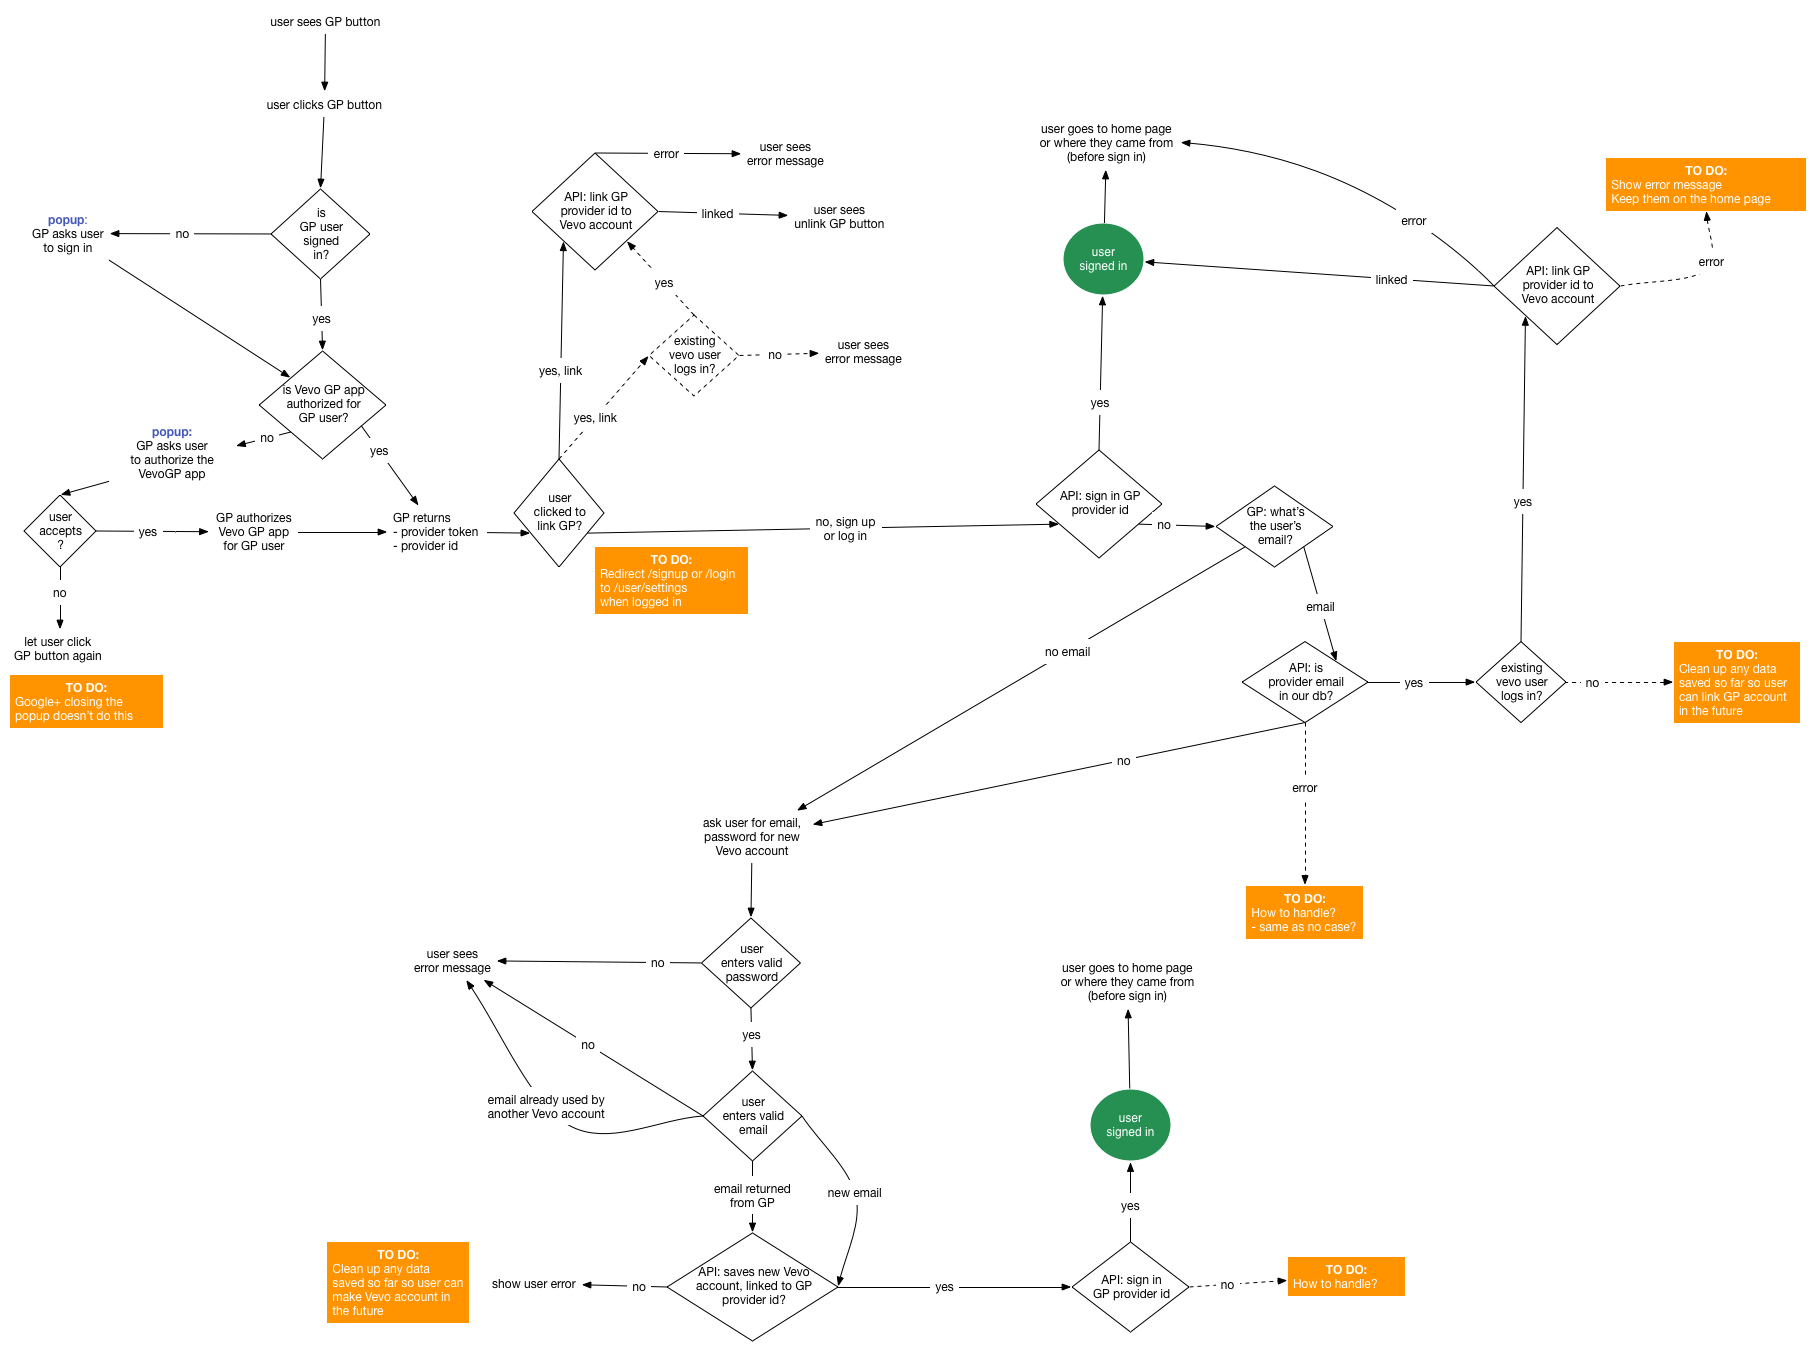 user sees GP button
user clicks GP button
is
GP user
signed
in?
no
popup:
GP asks user
to sign in
yes
is Vevo GP app
authorized for
GP user?
no
popup:
GP asks user
to authorize the
VevoGP app
yes
user
accepts
?
yes
GP authorizes
Vevo GP app
for GP user
GP returns
- provider token
- provider id
no
let user click
GP button again
TO DO:
Google+ closing the
popup doesn't do this
user
clicked to
link GP?
yes, link
yes, link
API: link GP
provider id to
Vevo account
error
user sees
error message
linked
user sees
unlink GP button
yes
existing
vevo user
logs in?
no
user sees
error message
TO DO:
Redirect /signup or /login
to /user/settings
when logged in
no, sign up
or log in
API: sign in GP
provider id
yes
user
signed in
user goes to home page
or where they came from
(before sign in)
no
GP: what's
the user's
email?
email
no email
API: is
provider email
in our db?
yes
existing
vevo user
logs in?
no
TO DO:
Clean up any data
saved so far so user
can link GP account
in the future
yes
API: link GP
provider id to
Vevo account
linked
error
error
TO DO:
Show error message
Keep them on the home page
no
error
TO DO:
How to handle?
- same as no case?
ask user for email,
password for new
Vevo account
user
enters valid
password
no
user sees
error message
yes
user
enters valid
email
no
email already used by
another Vevo account
email returned
from GP
new email
API: saves new Vevo
account, linked to GP
provider id?
no
show user error
TO DO:
Clean up any data
saved so far so user can
make Vevo account in
the future
yes
API: sign in
GP provider id
no
TO DO:
How to handle?
yes
user
signed in
user goes to home page
or where they came from
(before sign in)